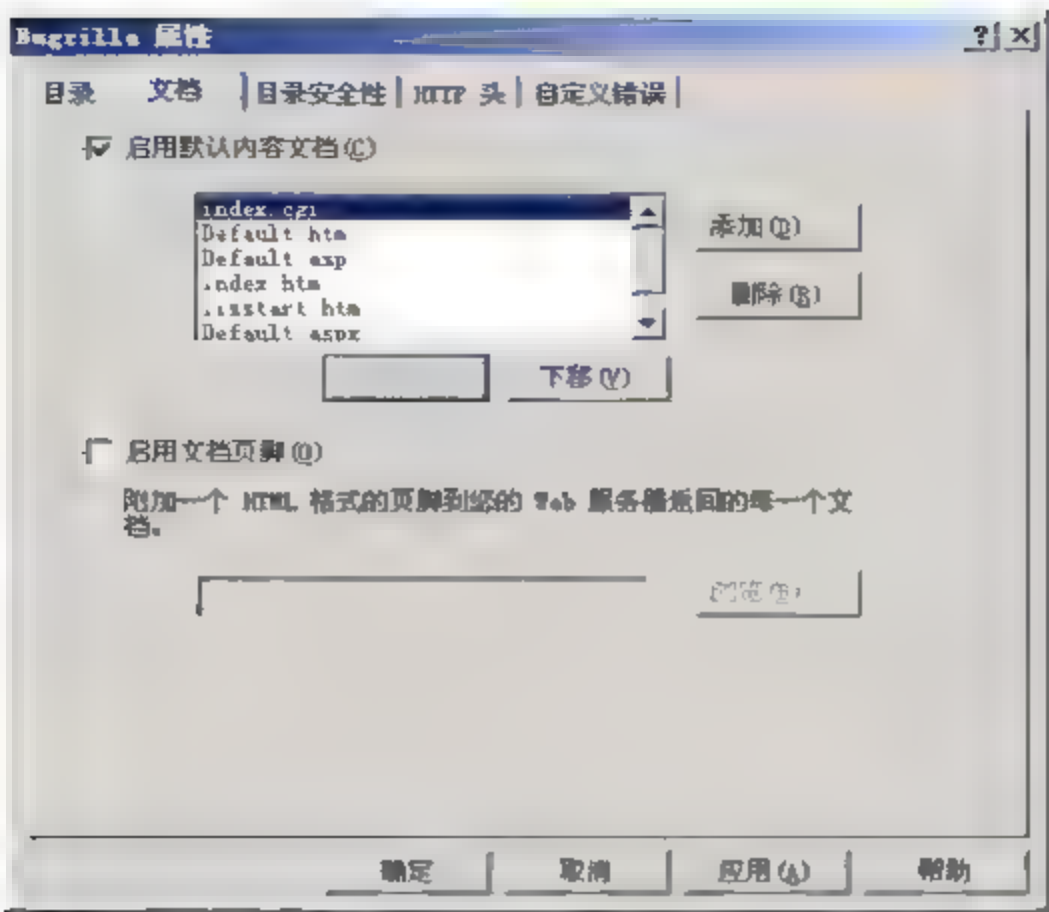 Bugzilla 属性
目录 文档 目录安全性 HTTP 头 自定义错误
启用默认内容文档(C)
index.cgi
Default htm
Default asp
index htm
iisstart htm
Default aspx
添加(D)
删除(R)
下移(V)
启用文档页脚(O)
附加一个 HTML 格式的页脚到您的 Web 服务器返回的每一个文
档。
浏览
确定 取消 应用(A) 帮助